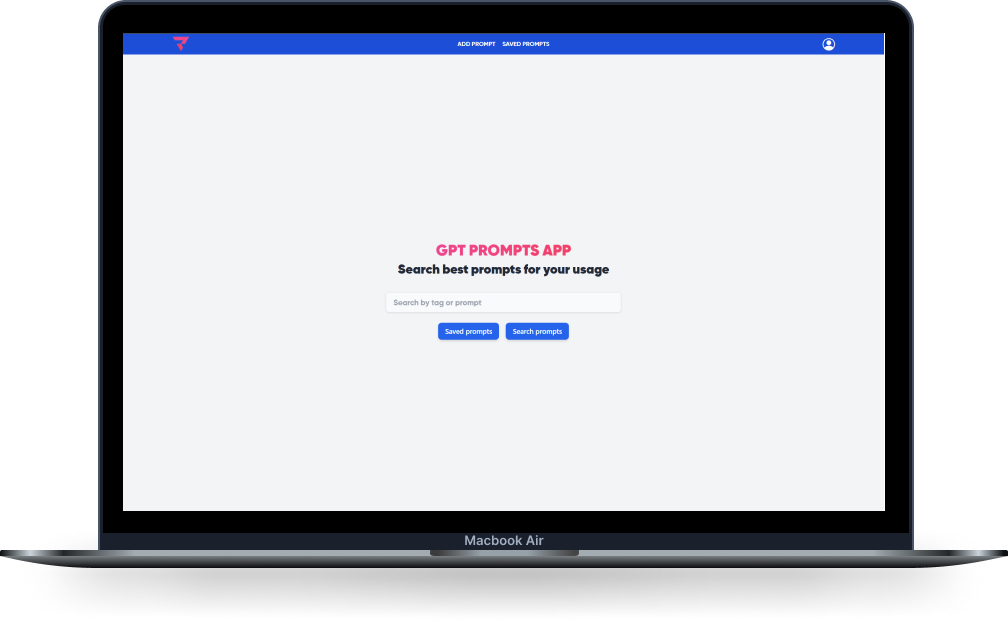 ADD PROMPT SAVED PROMPTS
GPT PROMPTS APP
Search best prompts for your usage
Search by tag or prompt
Saved prompts Search prompts
Macbook Air